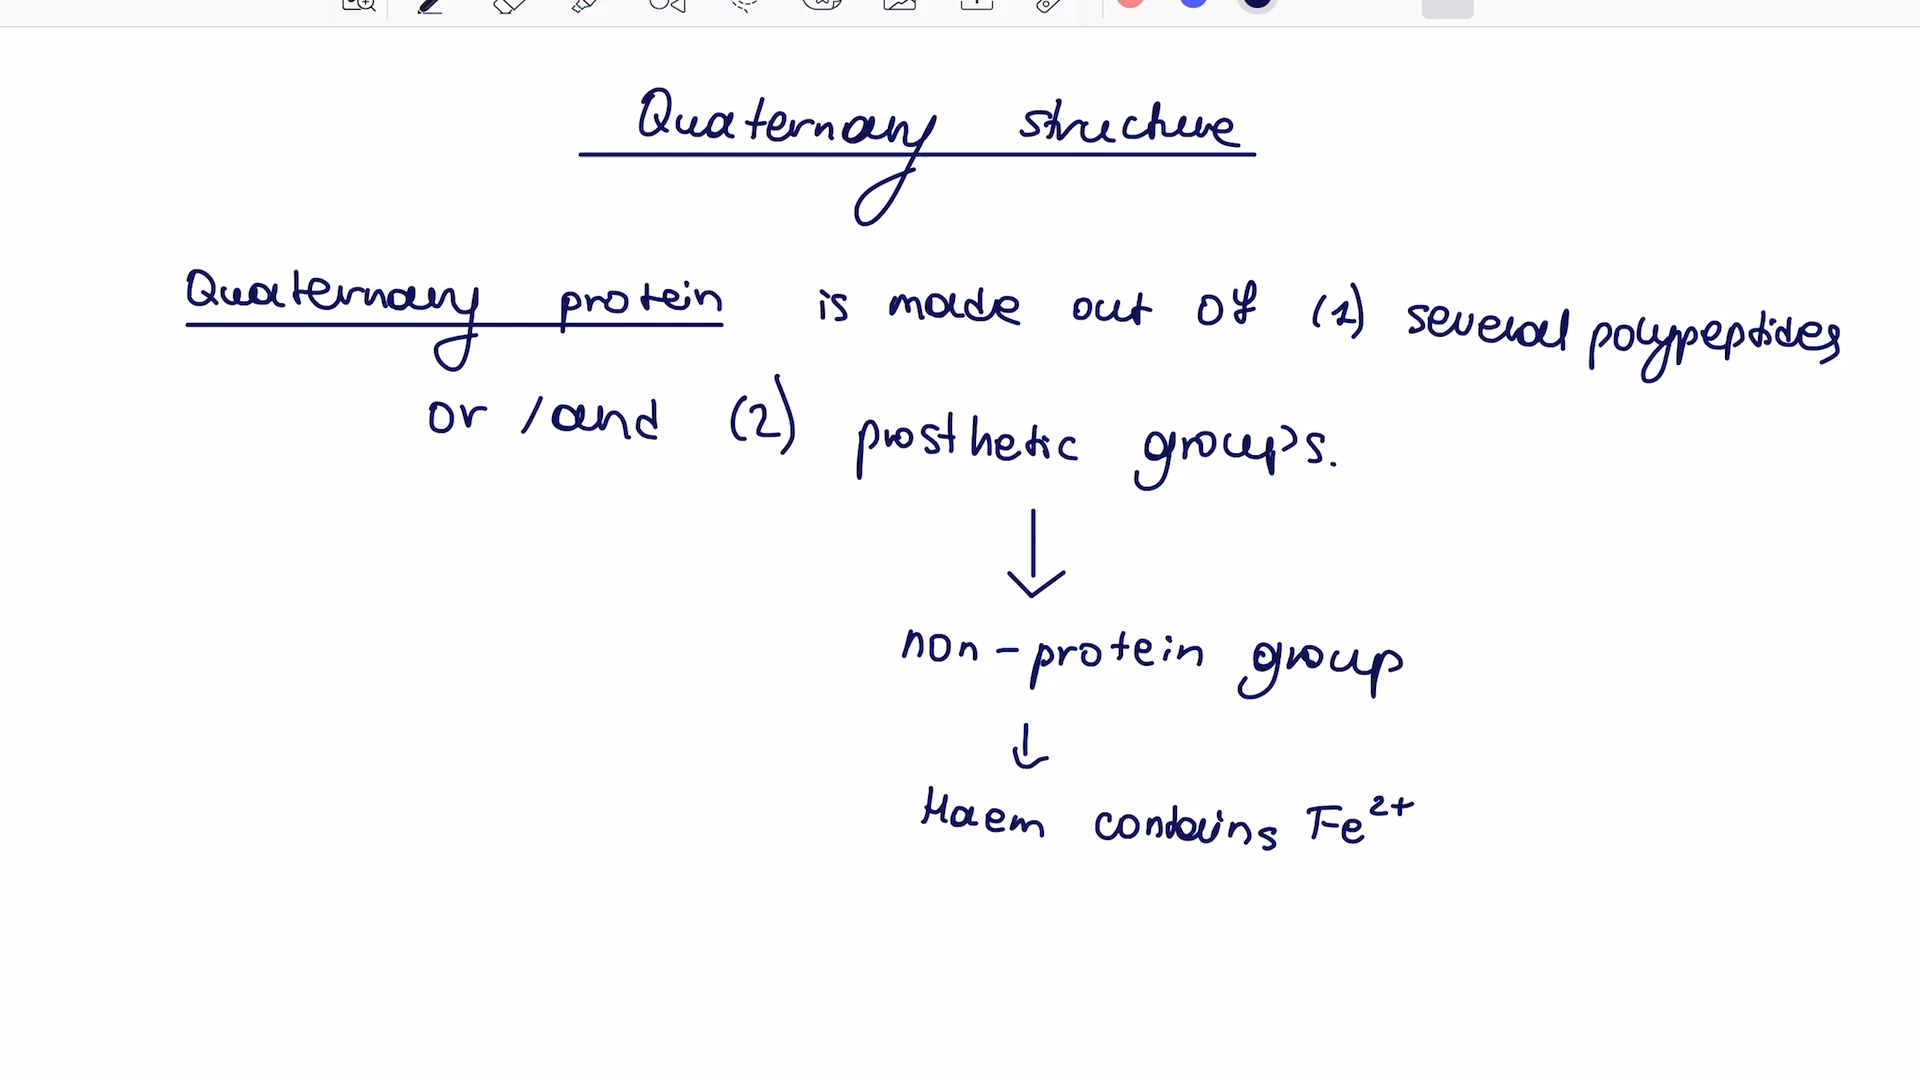 Quaternary structure
Quaternary protein is made out of (1) several polypeptides
or /and (2) prosthetic groups.
non-protein group
Haem contains Fe²⁺